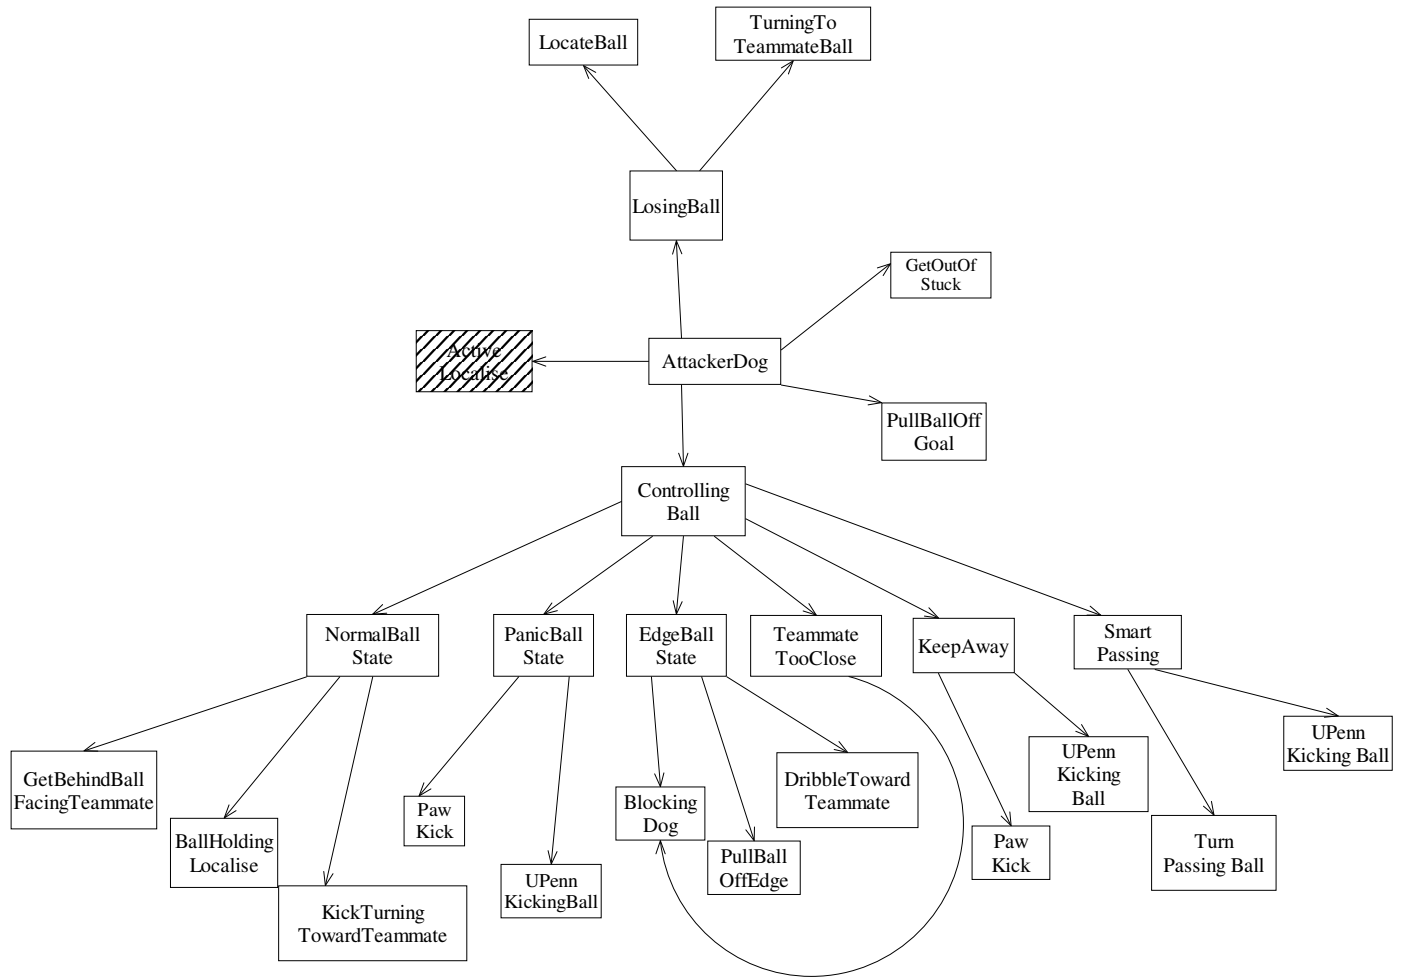 LocateBall
TurningTo
TeammateBall
LosingBall
GetOutOf
Stuck
Active
Localise
AttackerDog
PullBallOff
Goal
Controlling
Ball
NormalBall
State
PanicBall
State
EdgeBall
State
Teammate
TooClose
KeepAway
Smart
Passing
GetBehindBall
FacingTeammate
BallHolding
Localise
KickTurning
TowardTeammate
Paw
Kick
UPenn
KickingBall
Blocking
Dog
PullBall
OffEdge
DribbleToward
Teammate
Paw
Kick
UPenn
Kicking
Ball
Turn
Passing Ball
UPenn
Kicking Ball